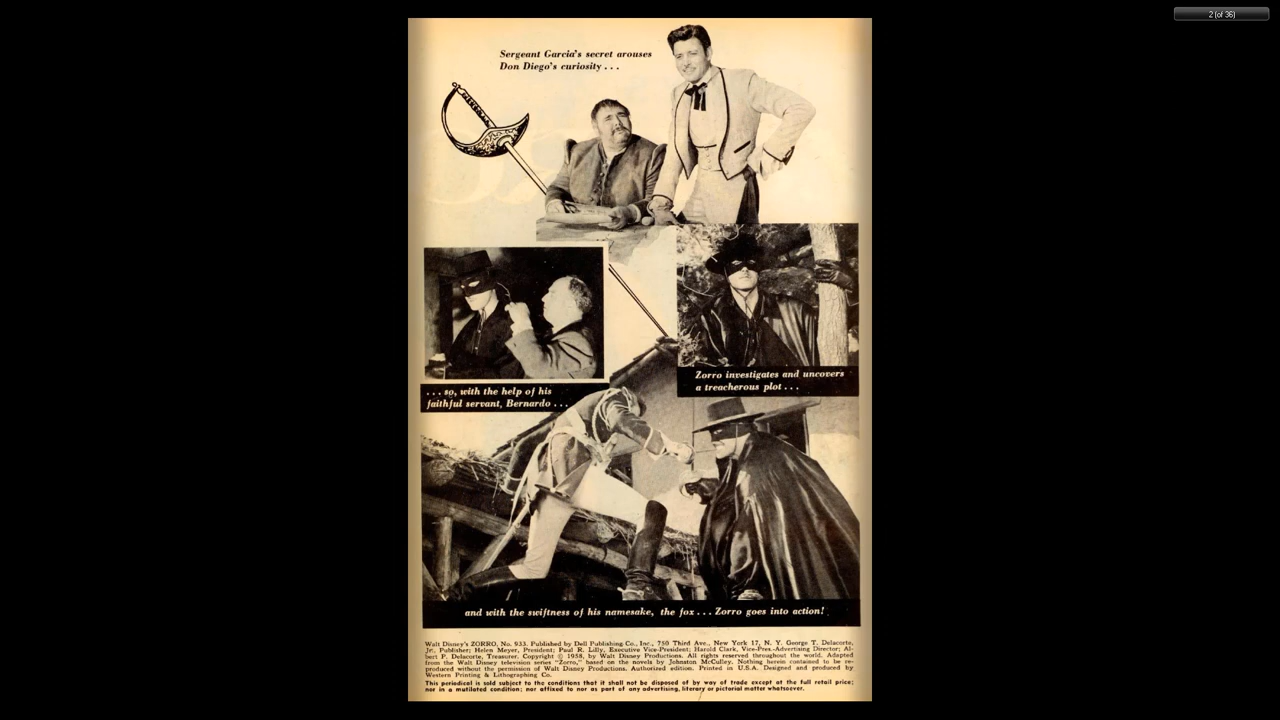 2 (of 36)
Sergeant Garcia's secret arouses
Don Diego's curiosity . . .
Zorro investigates and uncovers
a treacherous plot . . .
. . . so, with the help of his
faithful servant, Bernardo . . .
and with the swiftness of his namesake, the fox . . . Zorro goes into action!
Walt Disney's ZORRO, No. 933. Published by Dell Publishing Co., Inc., 750 Third Ave., New York 17, N. Y. George T. Delacorte,
Jr., Publisher; Helen Meyer, President; Paul R. Lilly, Executive Vice-President; Harold Clark, Vice-Pres.-Advertising Director; Al-
bert P. Delacorte, Treasurer. Copyright © 1958, by Walt Disney Productions. All rights reserved throughout the world. Adapted
from the Walt Disney television series "Zorro," based on the novels by Johnston McCulley. Nothing herein contained to be re-
produced without the permission of Walt Disney Productions. Authorized edition. Printed in U.S.A. Designed and produced by
Western Printing & Lithographing Co.
This periodical is sold subject to the conditions that it shall not be disposed of by way of trade except at the full retail price;
nor in a mutilated condition; nor affixed to nor as part of any advertising, literary or pictorial matter whatsoever.